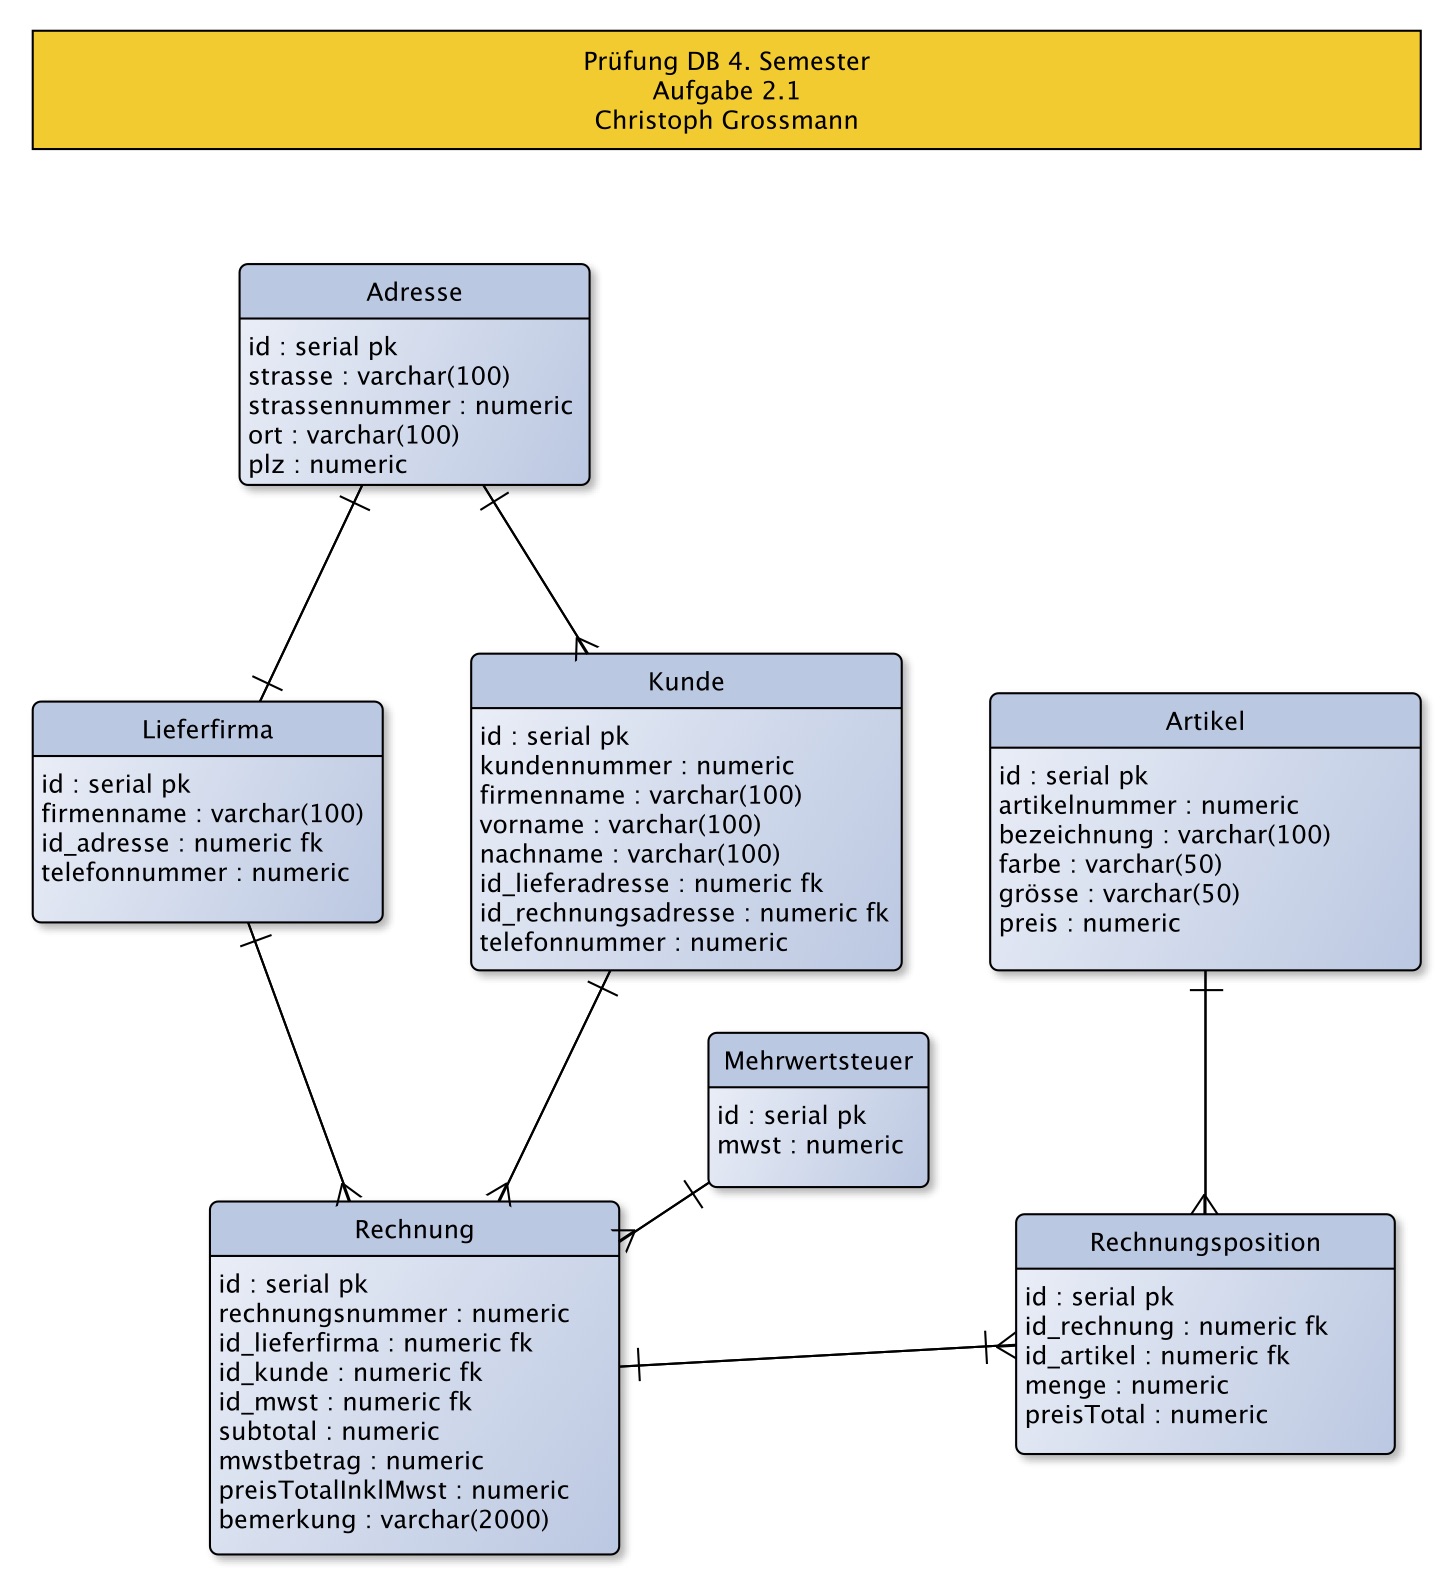 Prüfung DB 4. Semester
Aufgabe 2.1
Christoph Grossmann
Adresse
id : serial pk
strasse : varchar(100)
strassennummer : numeric
ort : varchar(100)
plz : numeric
Lieferfirma
id : serial pk
firmenname : varchar(100)
id_adresse : numeric fk
telefonnummer : numeric
Kunde
id : serial pk
kundennummer : numeric
firmenname : varchar(100)
vorname : varchar(100)
nachname : varchar(100)
id_lieferadresse : numeric fk
id_rechnungsadresse : numeric fk
telefonnummer : numeric
Artikel
id : serial pk
artikelnummer : numeric
bezeichnung : varchar(100)
farbe : varchar(50)
grösse : varchar(50)
preis : numeric
Mehrwertsteuer
id : serial pk
mwst : numeric
Rechnung
id : serial pk
rechnungsnummer : numeric
id_lieferfirma : numeric fk
id_kunde : numeric fk
id_mwst : numeric fk
subtotal : numeric
mwstbetrag : numeric
preisTotalInklMwst : numeric
bemerkung : varchar(2000)
Rechnungsposition
id : serial pk
id_rechnung : numeric fk
id_artikel : numeric fk
menge : numeric
preisTotal : numeric